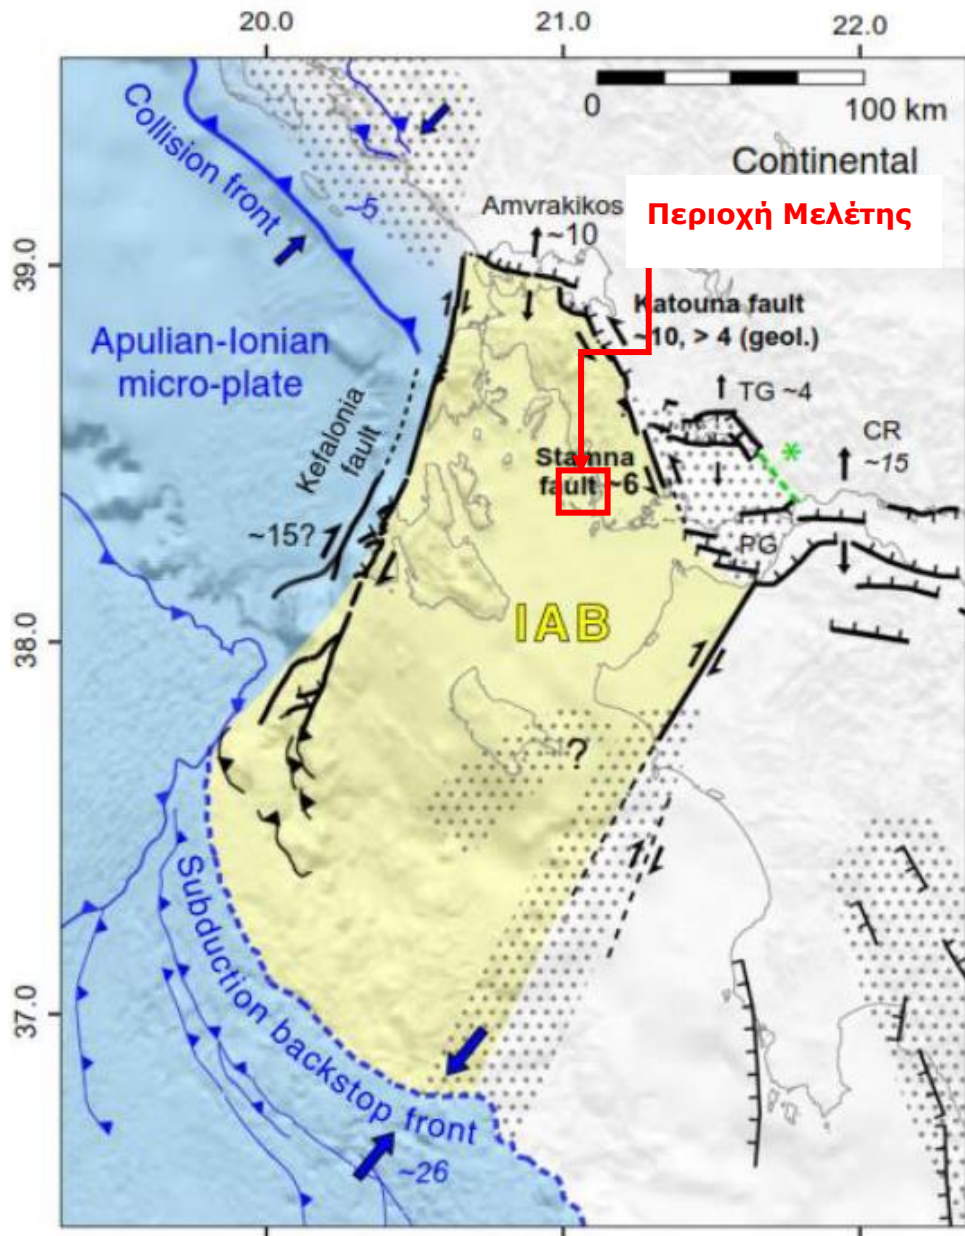 20.0
21.0
22.0
0
100 km
Collision front
~5
Continental
Amvrakikos
~10
Περιοχή Μελέτης
39.0
Katouna fault
~10, > 4 (geol.)
Apulian-Ionian
micro-plate
TG ~4
Kefalonia
fault
CR
~15
*
Stamna
fault ~6
~15?
PG
IAB
38.0
?
Subduction backstop front
37.0
~26